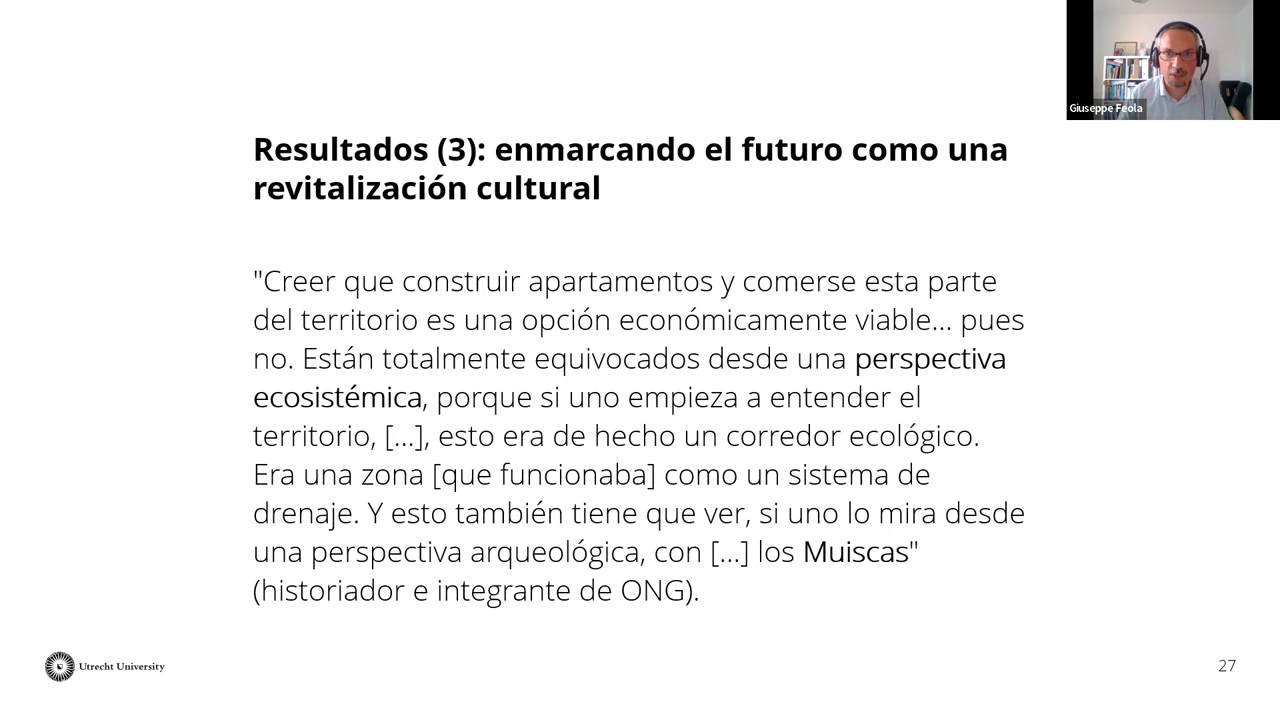 Giuseppe Feola
Resultados (3): enmarcando el futuro como una
revitalización cultural
"Creer que construir apartamentos y comerse esta parte
del territorio es una opción económicamente viable... pues
no. Están totalmente equivocados desde una perspectiva
ecosistémica, porque si uno empieza a entender el
territorio, [...], esto era de hecho un corredor ecológico.
Era una zona [que funcionaba] como un sistema de
drenaje. Y esto también tiene que ver, si uno lo mira desde
una perspectiva arqueológica, con [...] los Muiscas"
(historiador e integrante de ONG).
Utrecht University
27